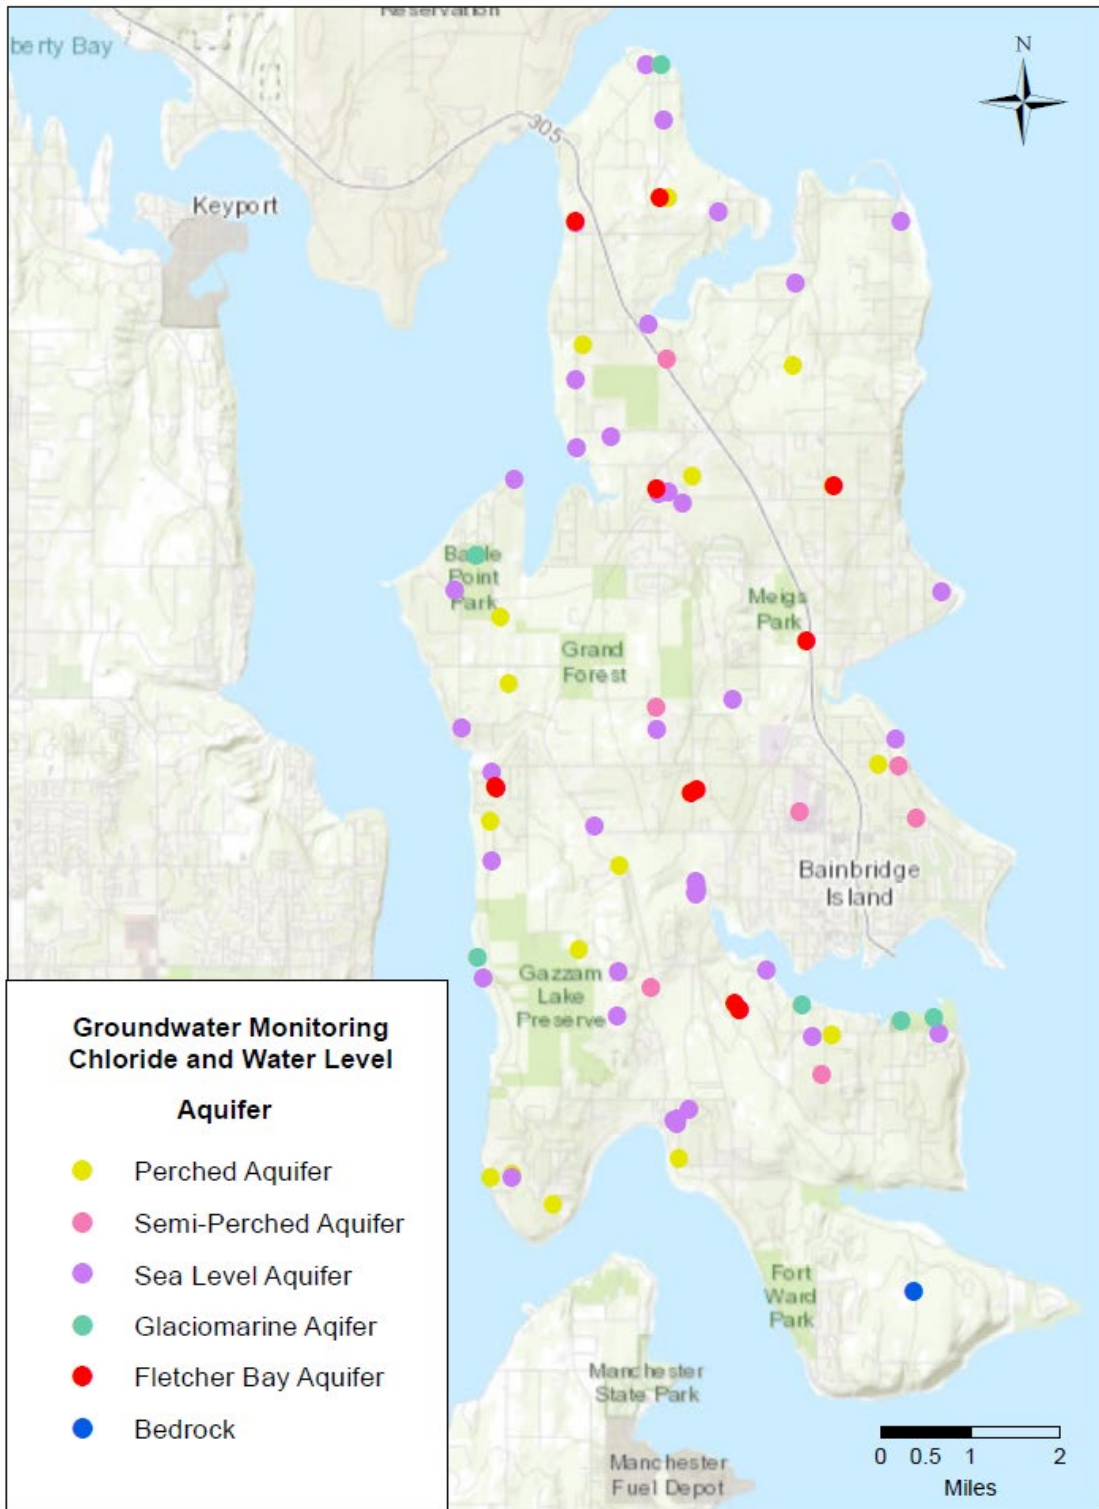 Reservation
berty Bay
N
305
Keyport
Battle
Point
Park
Meigs
Park
Grand
Forest
Bainbridge
Island
Gazzam
Lake
Preserve
Groundwater Monitoring
Chloride and Water Level
Aquifer
Perched Aquifer
Semi-Perched Aquifer
Sea Level Aquifer
Glaciomarine Aqifer
Fletcher Bay Aquifer
Bedrock
Fort
Ward
Park
Manchester
State Park
Manchester
Fuel Depot
0 0.5 1 2
Miles